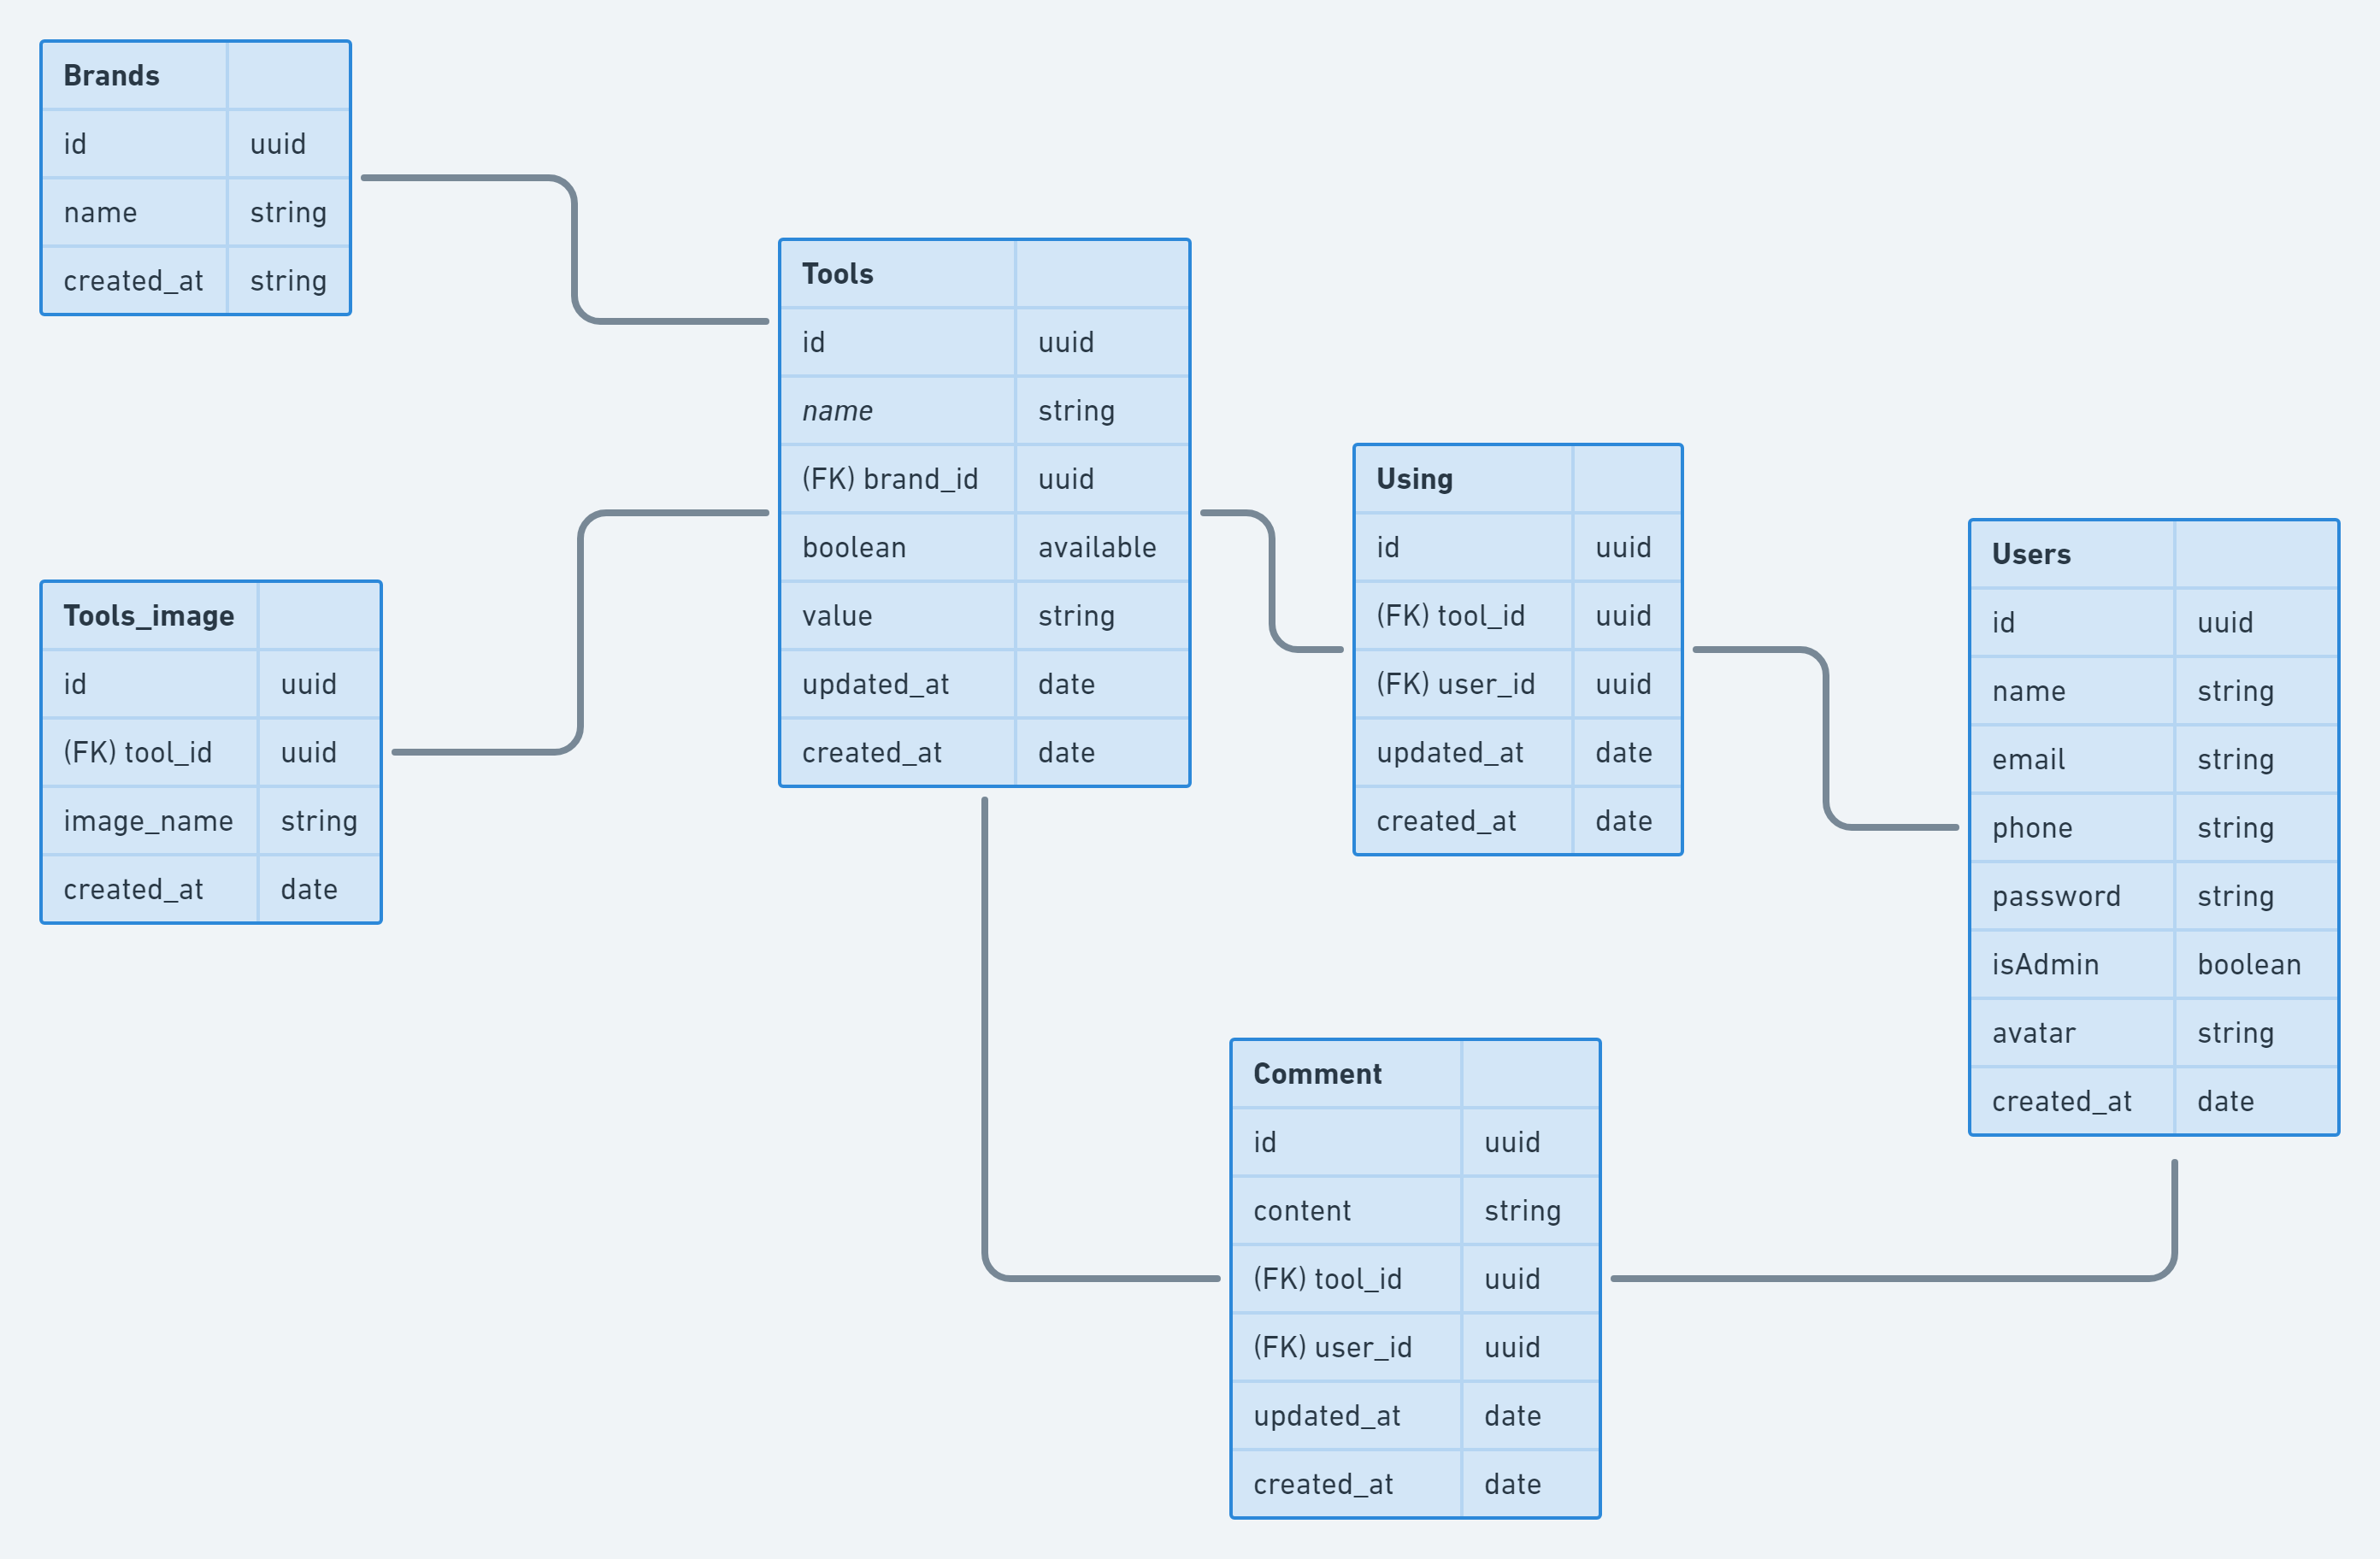 Brands
id uuid
name string
created_at string
Tools
id uuid
name string
(FK) brand_id uuid
boolean available
value string
updated_at date
created_at date
Tools_image
id uuid
(FK) tool_id uuid
image_name string
created_at date
Using
id uuid
(FK) tool_id uuid
(FK) user_id uuid
updated_at date
created_at date
Users
id uuid
name string
email string
phone string
password string
isAdmin boolean
avatar string
created_at date
Comment
id uuid
content string
(FK) tool_id uuid
(FK) user_id uuid
updated_at date
created_at date